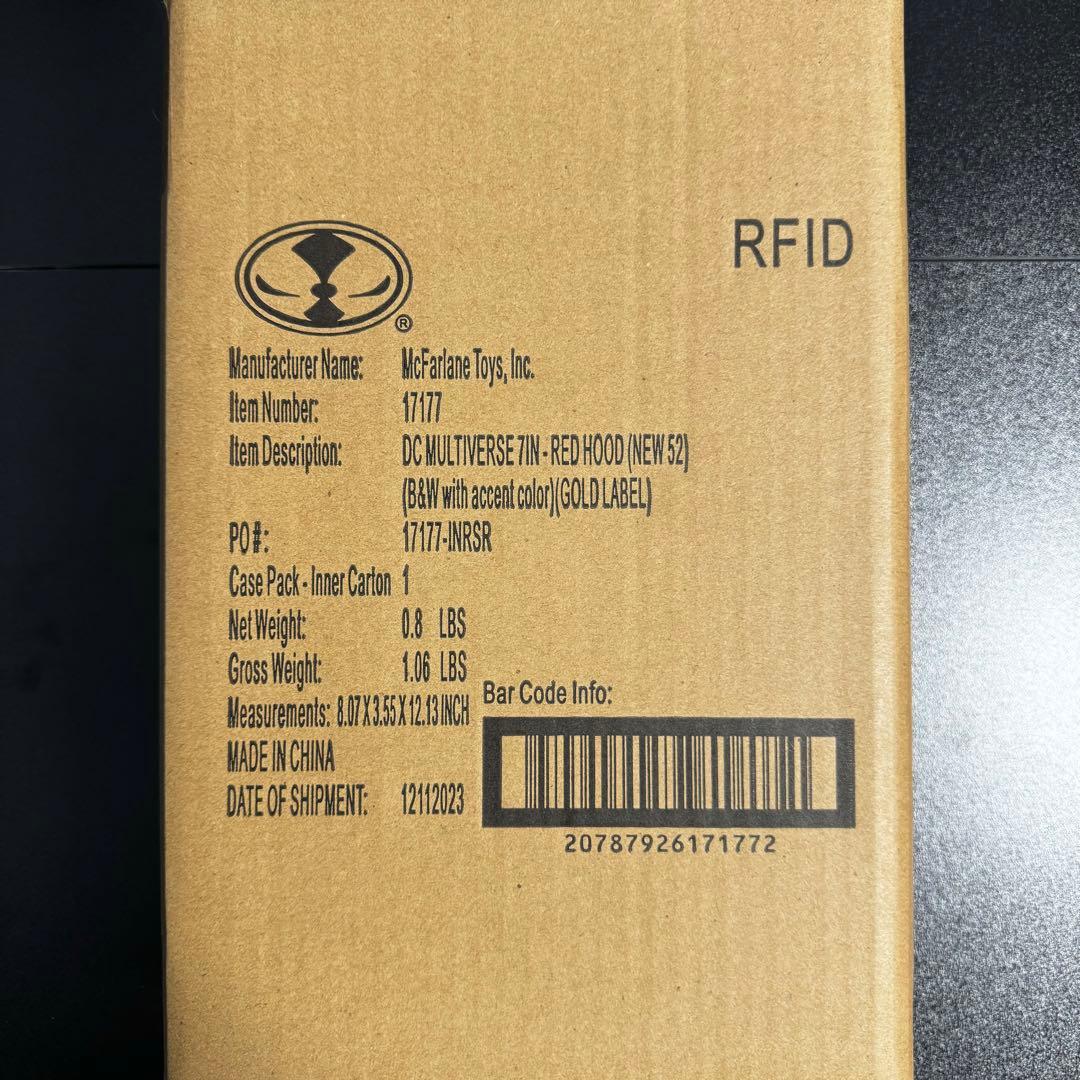 RFID
®
Manufacturer Name: McFarlane Toys, Inc.
Item Number: 17177
Item Description: DC MULTIVERSE 7IN - RED HOOD (NEW 52)
(B&W with accent color)(GOLD LABEL)
PO#: 17177-INRSR
Case Pack - Inner Carton 1
Net Weight: 0.8 LBS
Gross Weight: 1.06 LBS
Measurements: 8.07 X 3.55 X 12.13 INCH
MADE IN CHINA
DATE OF SHIPMENT: 12112023
Bar Code Info:
20787926171772